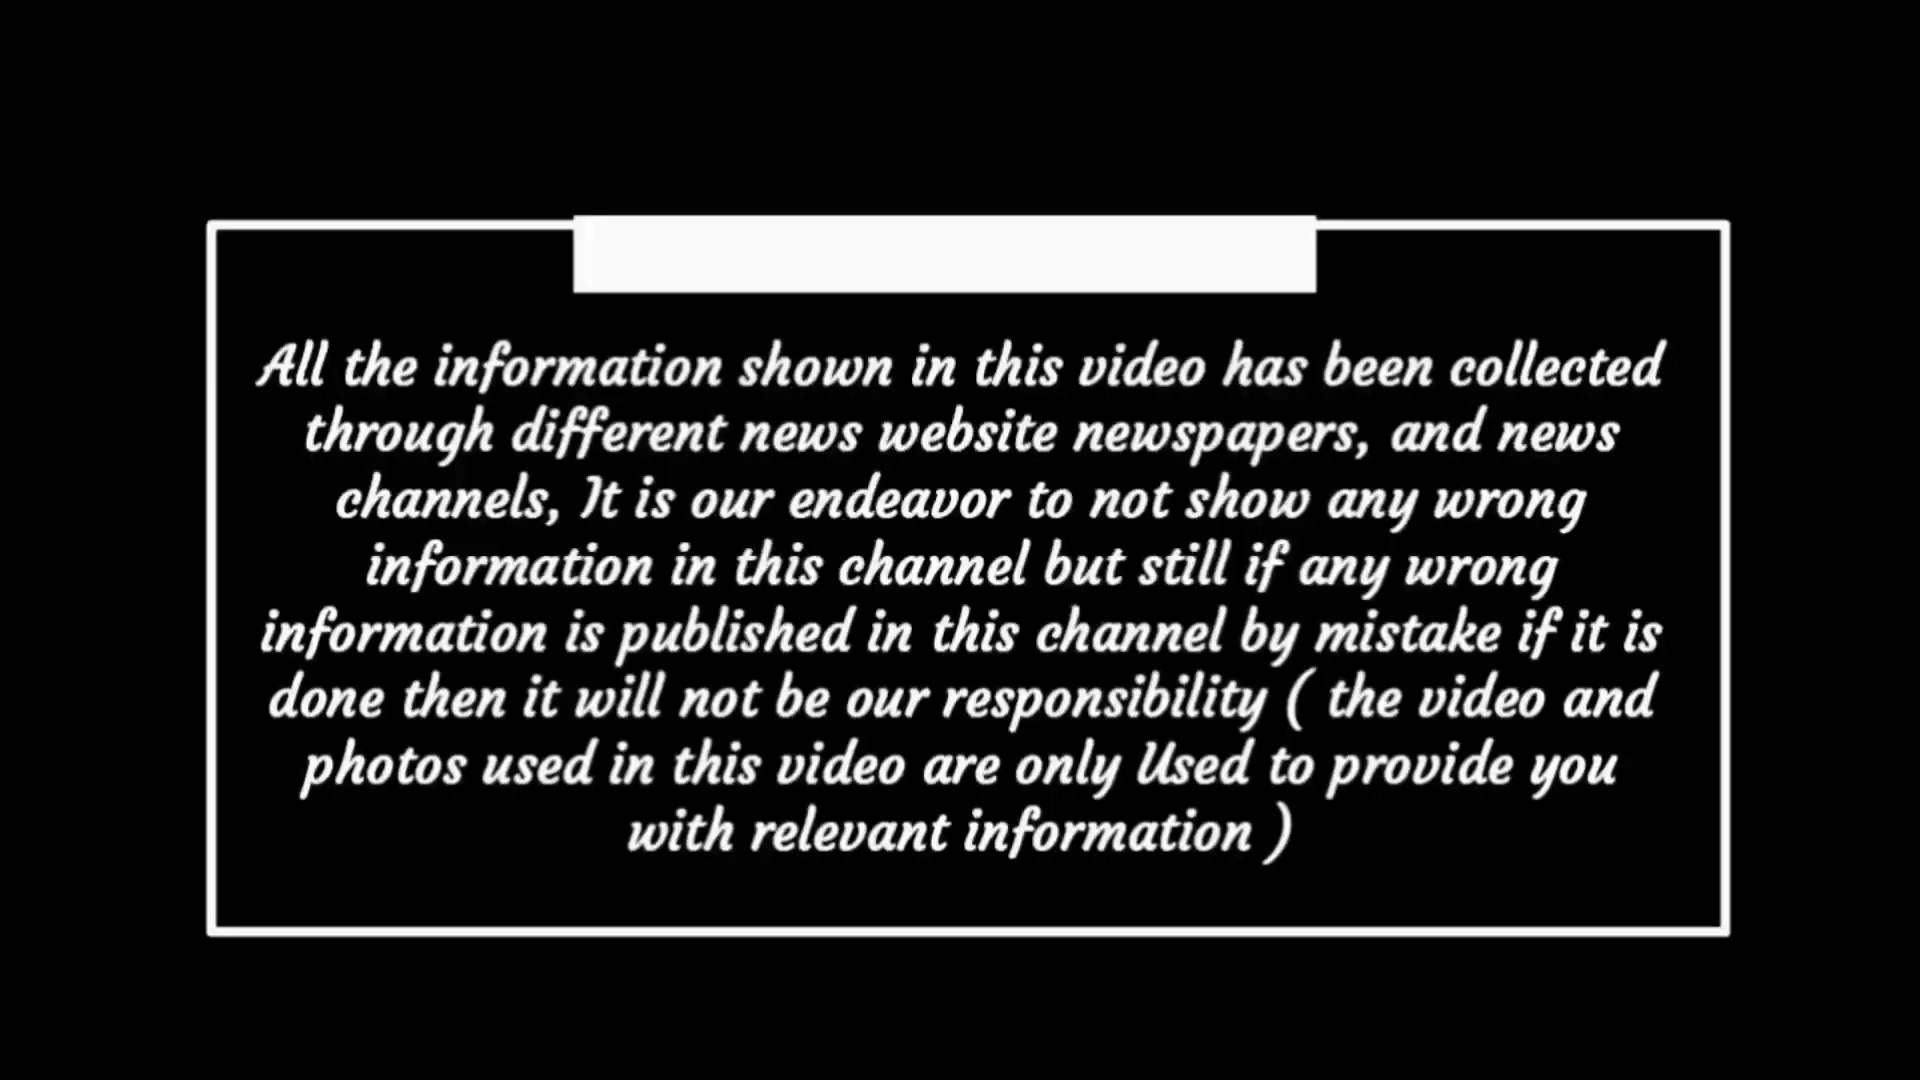 All the information shown in this video has been collected
through different news website newspapers, and news
channels, It is our endeavor to not show any wrong
information in this channel but still if any wrong
information is published in this channel by mistake if it is
done then it will not be our responsibility ( the video and
photos used in this video are only Used to provide you
with relevant information )